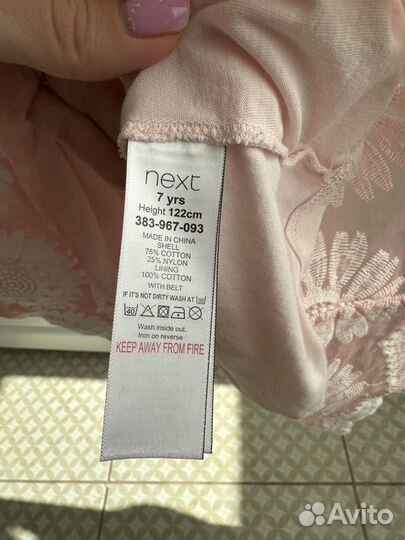 next
7 yrs
Height 122cm
383-967-093
MADE IN CHINA
SHELL
75% COTTON
25% NYLON
LINING
100% COTTON
WITH BELT
IF IT'S NOT DIRTY WASH AT 30
40
Wash inside out.
Iron on reverse
KEEP AWAY FROM FIRE
Avito